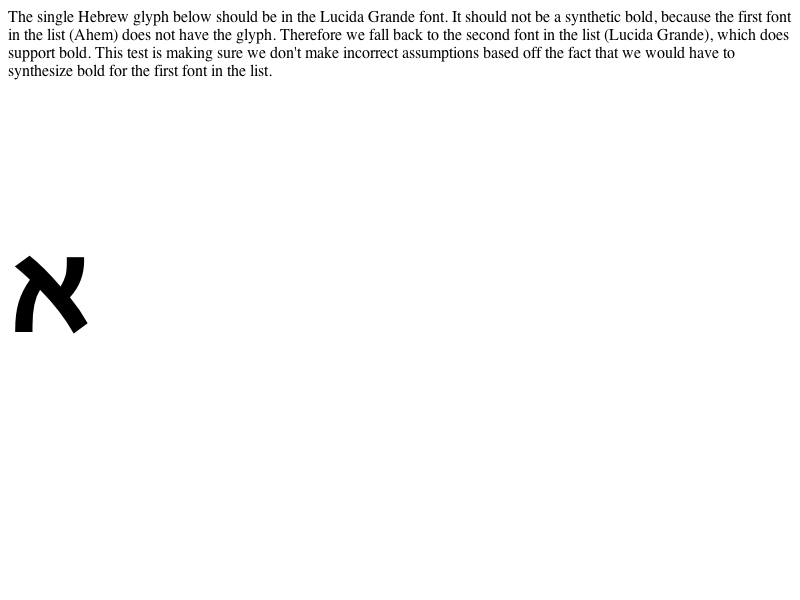 The single Hebrew glyph below should be in the Lucida Grande font. It should not be a synthetic bold, because the first font
in the list (Ahem) does not have the glyph. Therefore we fall back to the second font in the list (Lucida Grande), which does
support bold. This test is making sure we don't make incorrect assumptions based off the fact that we would have to
synthesize bold for the first font in the list.
א